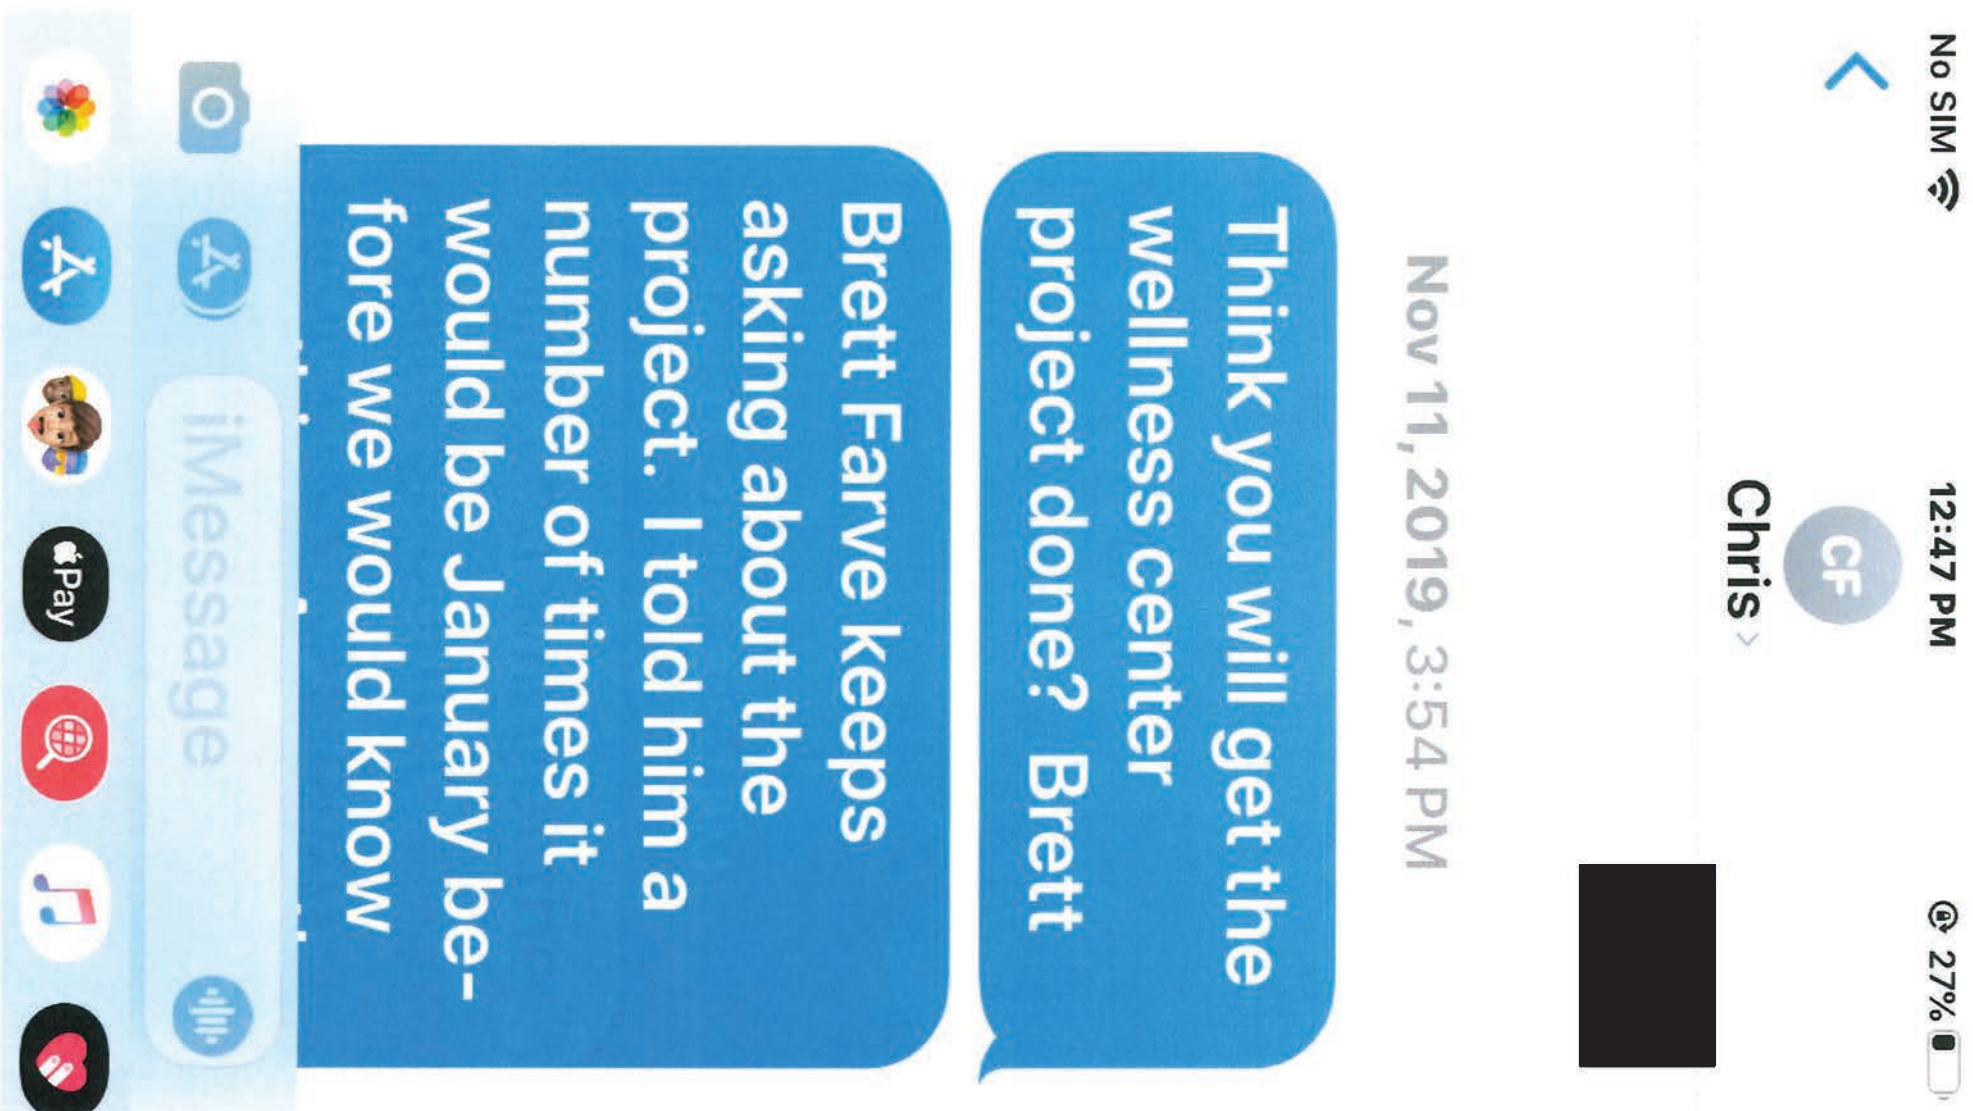 No SIM 12:47 PM 27%
CF
Chris
Nov 11, 2019, 3:54 PM
Think you will get the
wellness center
project done? Brett
Brett Farve keeps
asking about the
project. I told him a
number of times it
would be January be-
fore we would know
iMessage
Pay